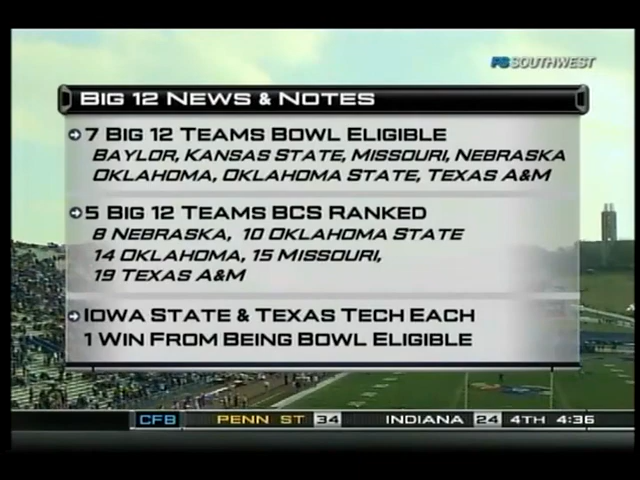 FS SOUTHWEST
BIG 12 NEWS & NOTES
7 BIG 12 TEAMS BOWL ELIGIBLE
BAYLOR, KANSAS STATE, MISSOURI, NEBRASKA
OKLAHOMA, OKLAHOMA STATE, TEXAS A&M
5 BIG 12 TEAMS BCS RANKED
8 NEBRASKA, 10 OKLAHOMA STATE
14 OKLAHOMA, 15 MISSOURI,
19 TEXAS A&M
IOWA STATE & TEXAS TECH EACH
1 WIN FROM BEING BOWL ELIGIBLE
CFB PENN ST 34 INDIANA 24 4TH 4:36